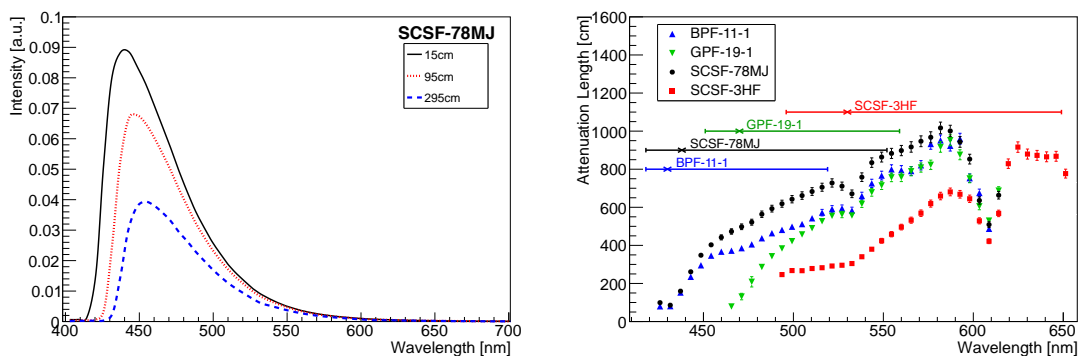 SCSF-78MJ
15cm
95cm
295cm
Intensity [a.u.]
0.1
0.09
0.08
0.07
0.06
0.05
0.04
0.03
0.02
0.01
0
400 450 500 550 600 650 700
Wavelength [nm]
BPF-11-1
GPF-19-1
SCSF-78MJ
SCSF-3HF
SCSF-3HF
GPF-19-1
SCSF-78MJ
BPF-11-1
Attenuation Length [cm]
1600
1400
1200
1000
800
600
400
200
0
450 500 550 600 650
Wavelength [nm]